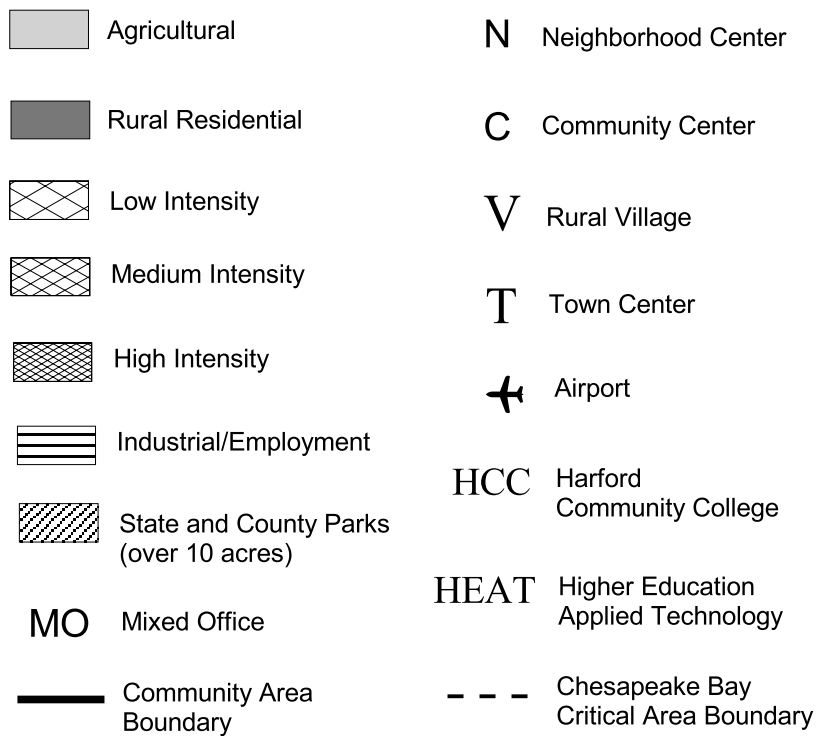 Agricultural
Rural Residential
Low Intensity
Medium Intensity
High Intensity
Industrial/Employment
State and County Parks
(over 10 acres)
MO Mixed Office
Community Area
Boundary
N Neighborhood Center
C Community Center
V Rural Village
T Town Center
Airport
HCC Harford
Community College
HEAT Higher Education
Applied Technology
Chesapeake Bay
Critical Area Boundary